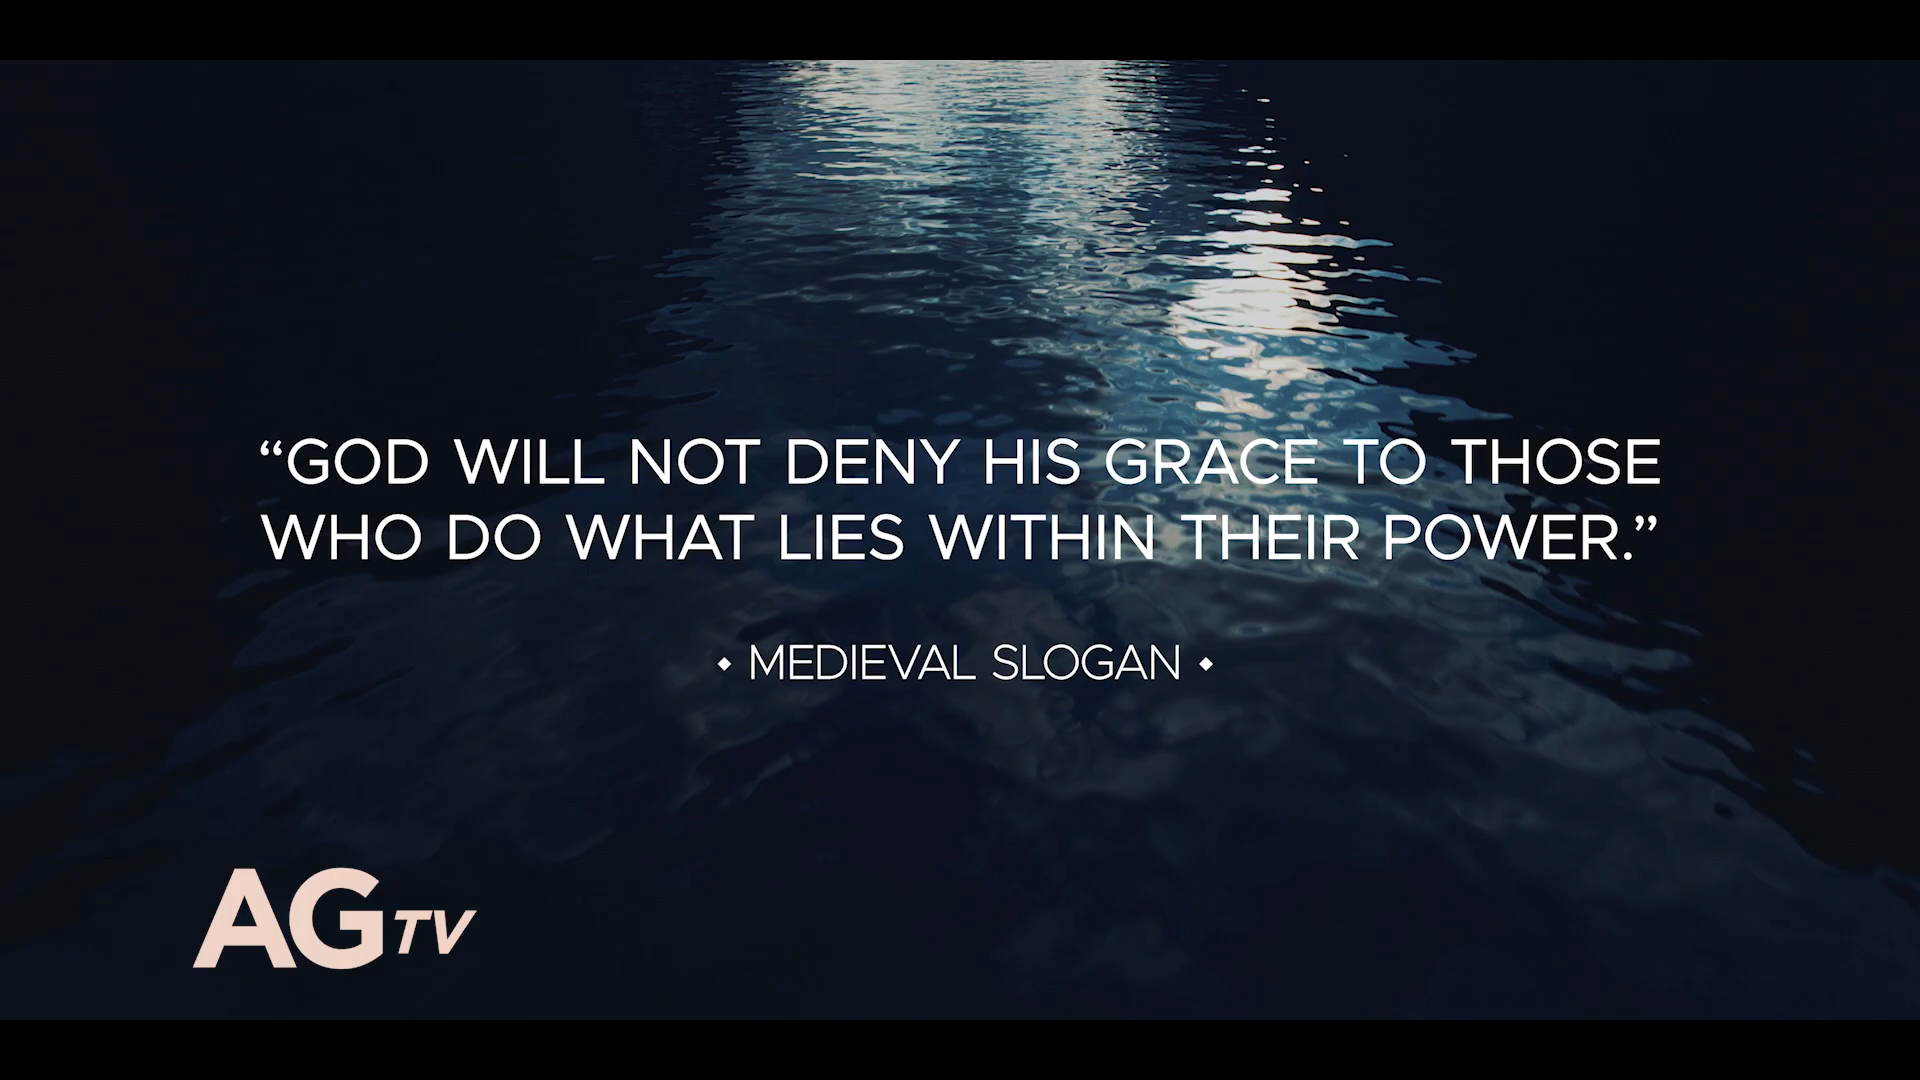 “GOD WILL NOT DENY HIS GRACE TO THOSE
WHO DO WHAT LIES WITHIN THEIR POWER.”
• MEDIEVAL SLOGAN •
AGTV